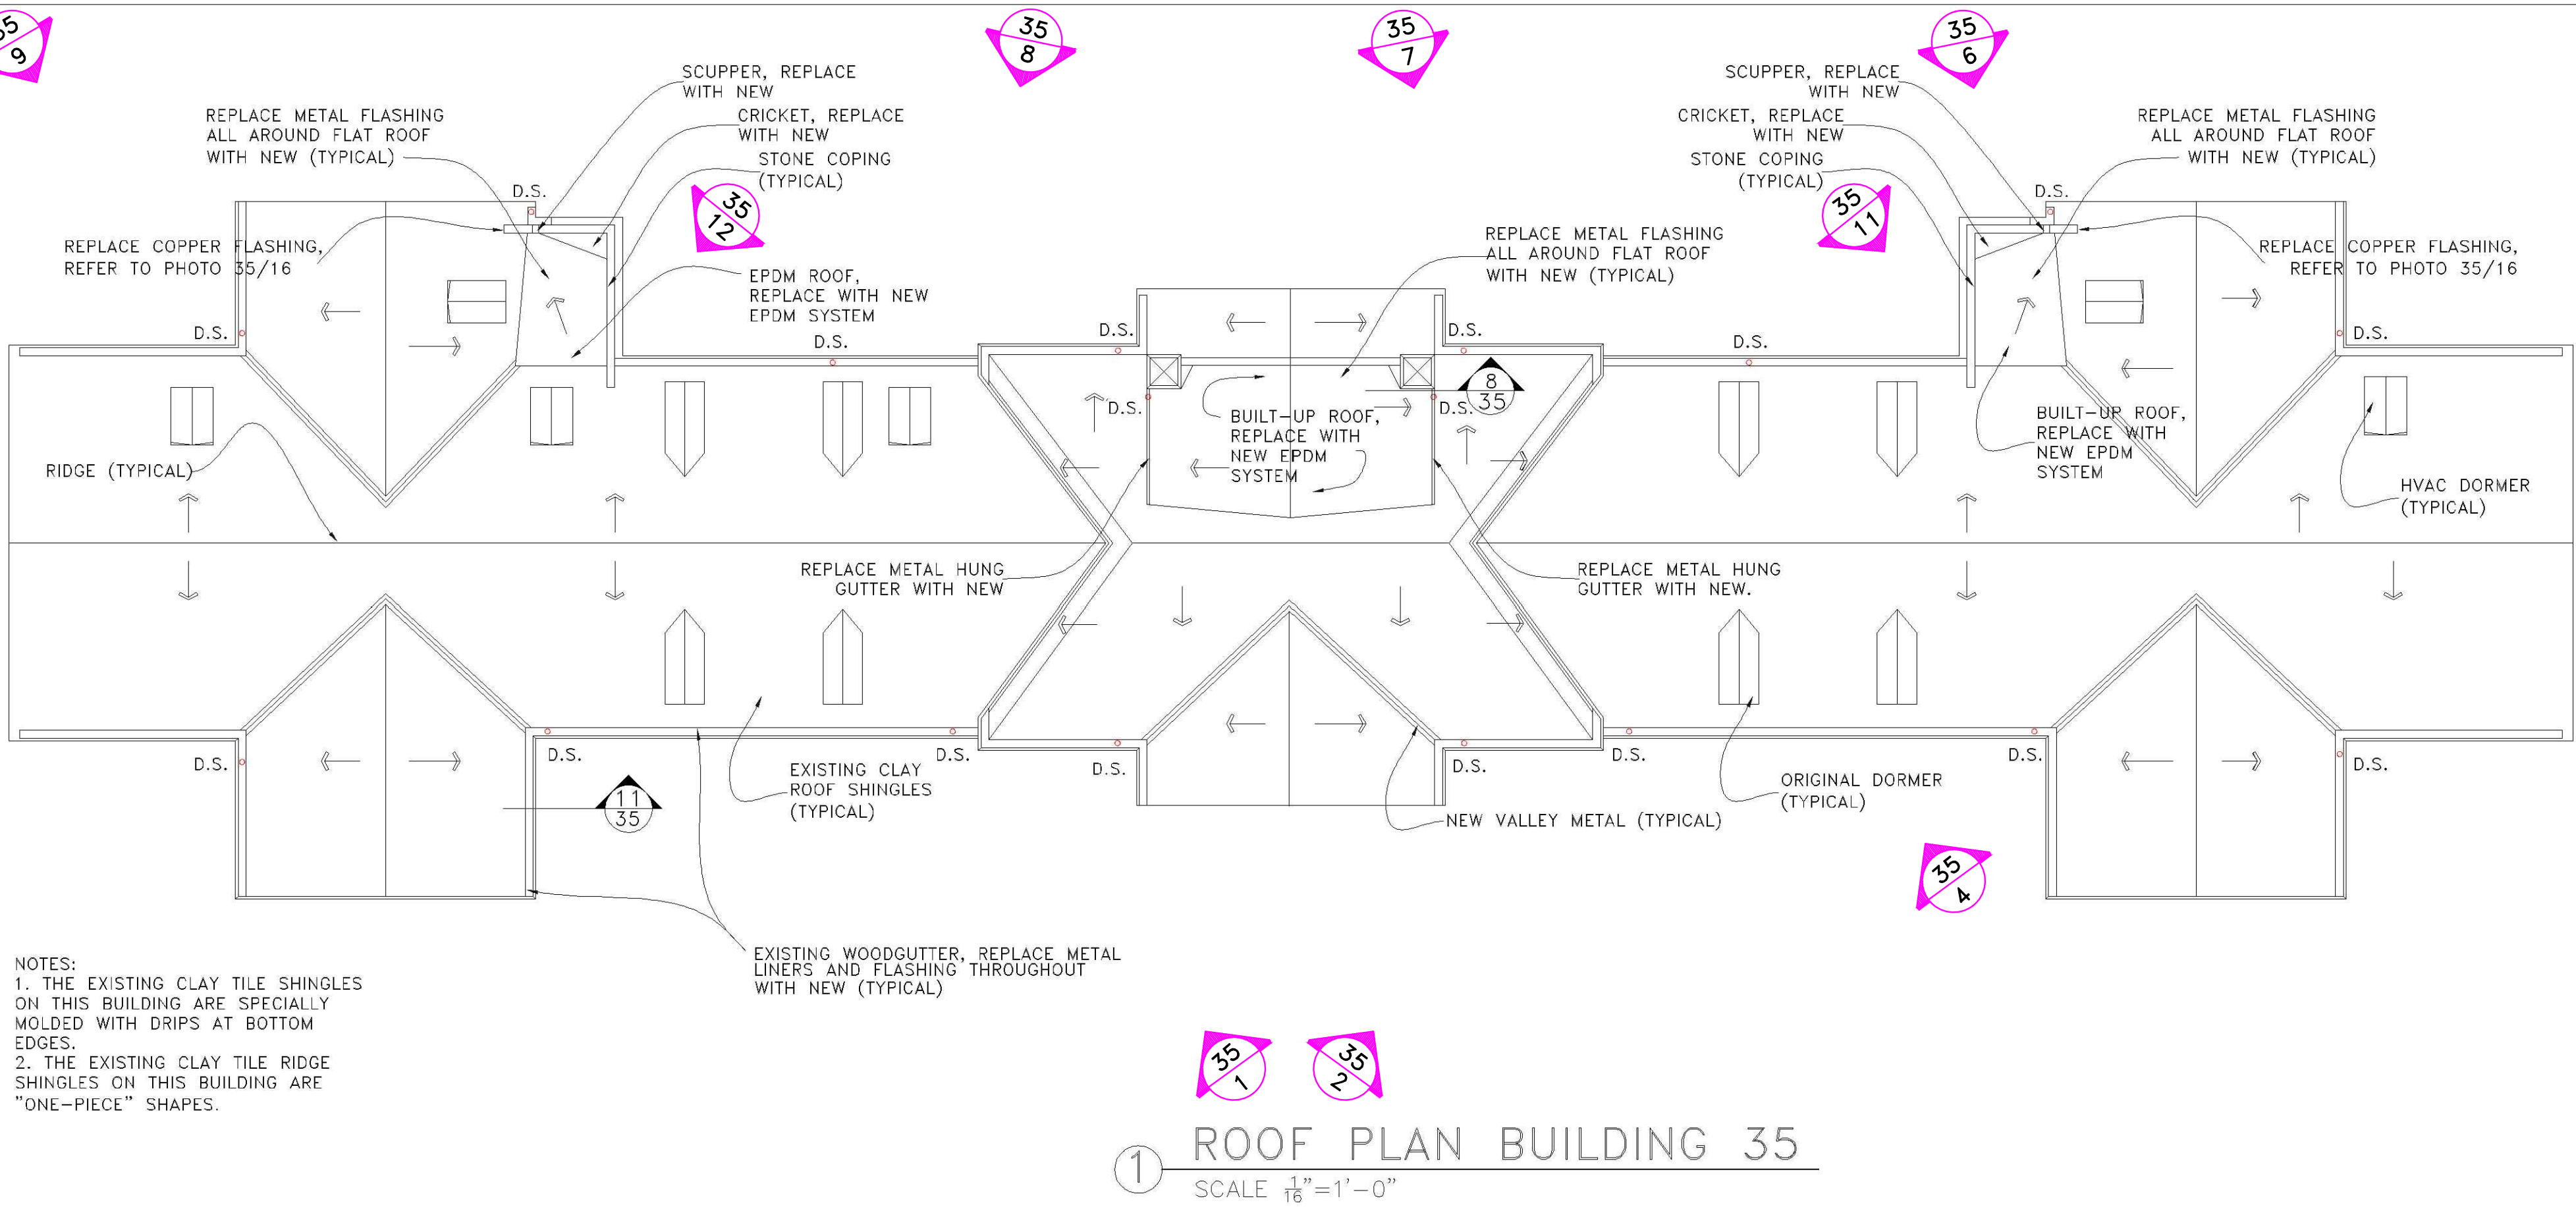 35
9
35
8
35
7
35
6
SCUPPER, REPLACE
WITH NEW
CRICKET, REPLACE
WITH NEW
STONE COPING
(TYPICAL)
REPLACE METAL FLASHING
ALL AROUND FLAT ROOF
WITH NEW (TYPICAL)
D.S.
35
12
REPLACE COPPER FLASHING,
REFER TO PHOTO 35/16
EPDM ROOF,
REPLACE WITH NEW
EPDM SYSTEM
D.S.
D.S.
SCUPPER, REPLACE
WITH NEW
CRICKET, REPLACE
WITH NEW
STONE COPING
(TYPICAL)
REPLACE METAL FLASHING
ALL AROUND FLAT ROOF
WITH NEW (TYPICAL)
D.S.
35
11
REPLACE METAL FLASHING
ALL AROUND FLAT ROOF
WITH NEW (TYPICAL)
REPLACE COPPER FLASHING,
REFER TO PHOTO 35/16
D.S.
D.S.
D.S.
D.S.
8
35
D.S.
D.S.
BUILT-UP ROOF,
REPLACE WITH
NEW EPDM
SYSTEM
BUILT-UP ROOF,
REPLACE WITH
NEW EPDM
SYSTEM
RIDGE (TYPICAL)
HVAC DORMER
(TYPICAL)
REPLACE METAL HUNG
GUTTER WITH NEW
REPLACE METAL HUNG
GUTTER WITH NEW.
D.S.
D.S.
D.S.
D.S.
D.S.
D.S.
D.S.
D.S.
11
35
EXISTING CLAY
ROOF SHINGLES
(TYPICAL)
ORIGINAL DORMER
(TYPICAL)
NEW VALLEY METAL (TYPICAL)
35
4
EXISTING WOODGUTTER, REPLACE METAL
LINERS AND FLASHING THROUGHOUT
WITH NEW (TYPICAL)
NOTES:
1. THE EXISTING CLAY TILE SHINGLES
ON THIS BUILDING ARE SPECIALLY
MOLDED WITH DRIPS AT BOTTOM
EDGES.
2. THE EXISTING CLAY TILE RIDGE
SHINGLES ON THIS BUILDING ARE
"ONE-PIECE" SHAPES.
35
1
35
2
1
ROOF PLAN BUILDING 35
SCALE 1/16"=1'-0"